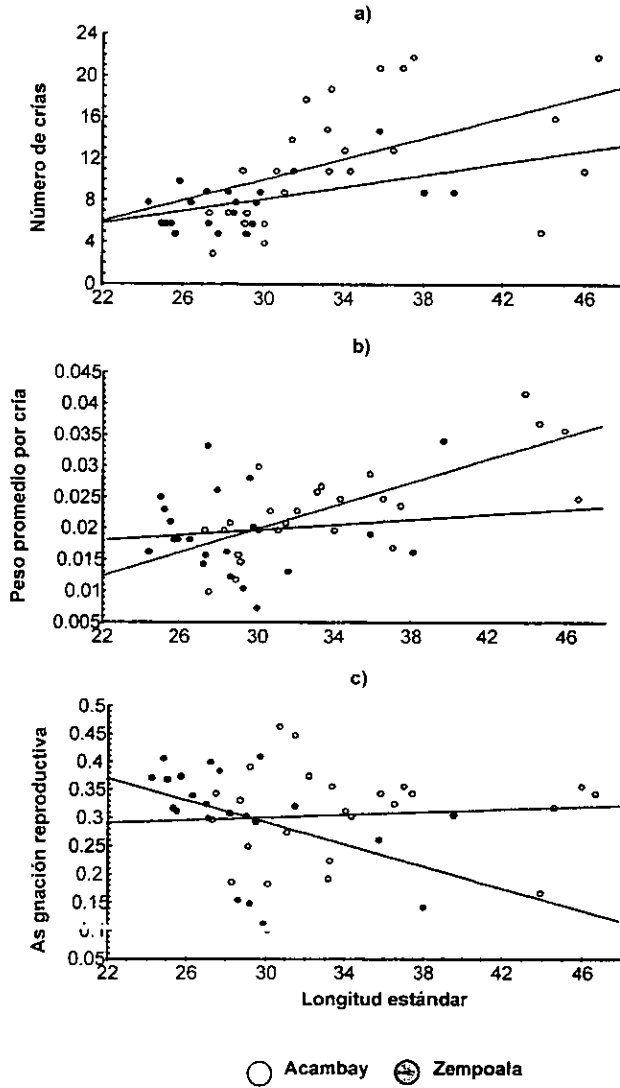 a)
Número de crías
24
20
16
12
8
4
0
22 26 30 34 38 42 46
b)
Peso promedio por cría
0.045
0.04
0.035
0.03
0.025
0.02
0.015
0.01
0.005
22 26 30 34 38 42 46
c)
As gnación reproductiva
0.5
0.45
0.4
0.35
0.3
0.25
0.2
0.15
0.05
22 26 30 34 38 42 46
Longitud estándar
Acambay Zempoala